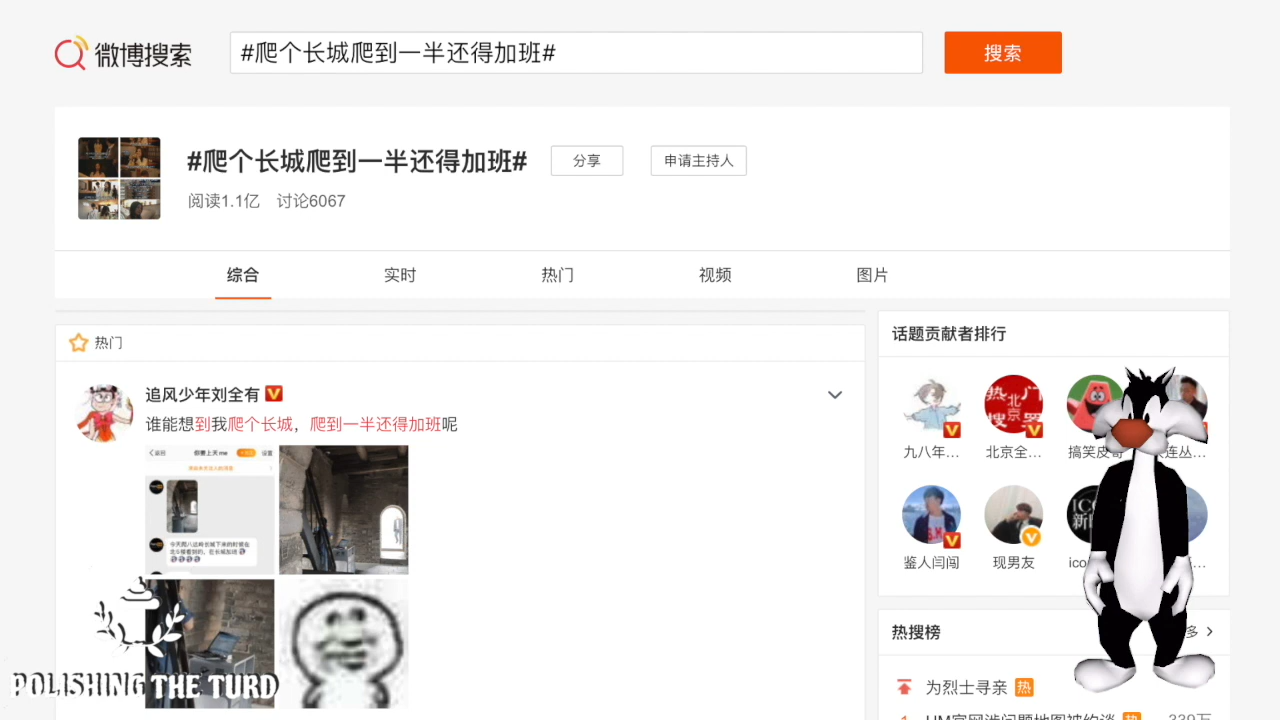 微博搜索
#爬个长城爬到一半还得加班#
搜索
#爬个长城爬到一半还得加班#
分享
申请主持人
阅读1.1亿 讨论6067
综合
实时
热门
视频
图片
热门
追风少年刘全有
谁能想到我爬个长城，爬到一半还得加班呢
话题贡献者排行
九八年...
北京全...
搞笑皮哥
鉴人闫闯
现男友
热搜榜
为烈士寻亲 热
POLISHING THE TURD